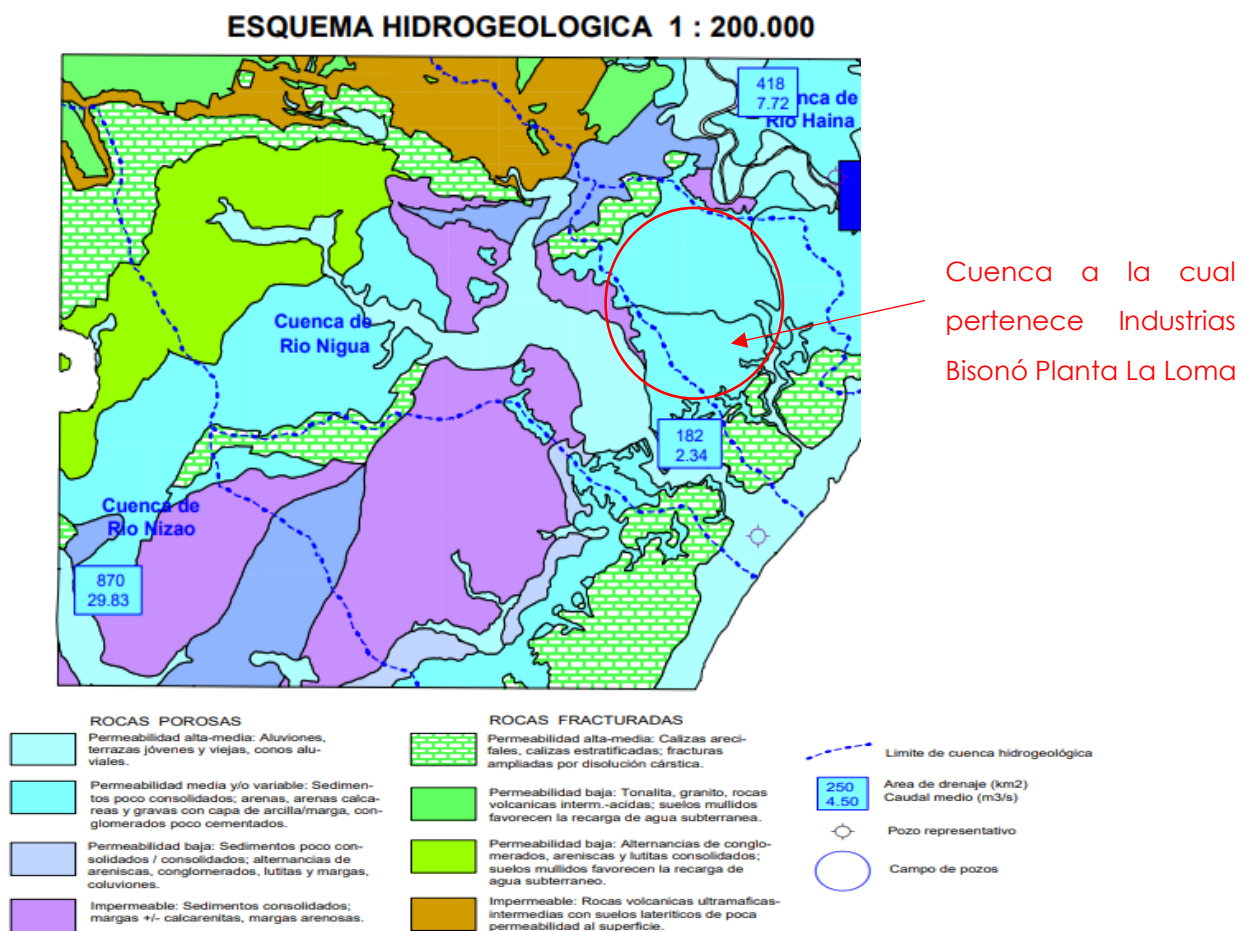 ESQUEMA HIDROGEOLOGICA 1 : 200.000
418
7.72
nca de
Rio Haina
Cuenca de
Rio Nigua
182
2.34
Cuenca de
Rio Nizao
870
29.83
Cuenca a la cual
pertenece Industrias
Bisonó Planta La Loma
ROCAS POROSAS
Permeabilidad alta-media: Aluviones,
terrazas jóvenes y viejas, conos alu-
viales.
Permeabilidad media y/o variable: Sedimen-
tos poco consolidados; arenas, arenas calca-
reas y gravas con capa de arcilla/marga, con-
glomerados poco cementados.
Permeabilidad baja: Sedimentos poco con-
solidados / consolidados; alternancias de
areniscas, conglomerados, lutitas y margas,
coluviones.
Impermeable: Sedimentos consolidados;
margas +/- calcarenitas, margas arenosas.
ROCAS FRACTURADAS
Permeabilidad alta-media: Calizas areci-
fales, calizas estratificadas; fracturas
ampliadas por disolución cárstica.
Permeabilidad baja: Tonalita, granito, rocas
volcanicas interm.-acidas; suelos mullidos
favorecen la recarga de agua subterranea.
Permeabilidad baja: Alternancias de conglo-
merados, areniscas y lutitas consolidadas;
suelos mullidos favorecen la recarga de
agua subterraneo.
Impermeable: Rocas volcanicas ultramaficas-
intermedias con suelos lateriticos de poca
permeabilidad al superficie.
Limite de cuenca hidrogeológica
250
4.50
Area de drenaje (km2)
Caudal medio (m3/s)
Pozo representativo
Campo de pozos